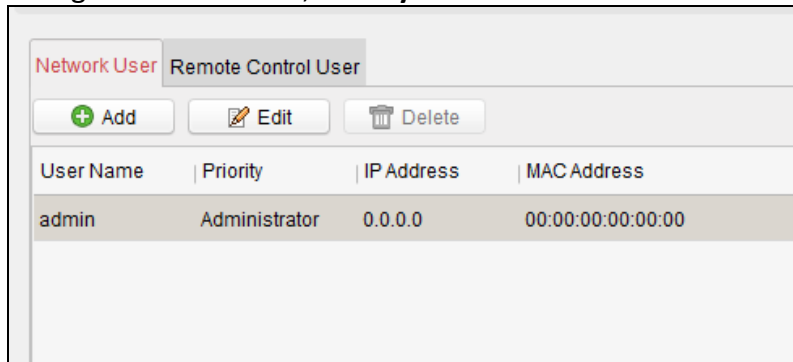 Network User Remote Control User
Add Edit Delete
User Name Priority IP Address MAC Address
admin Administrator 0.0.0.0 00:00:00:00:00:00